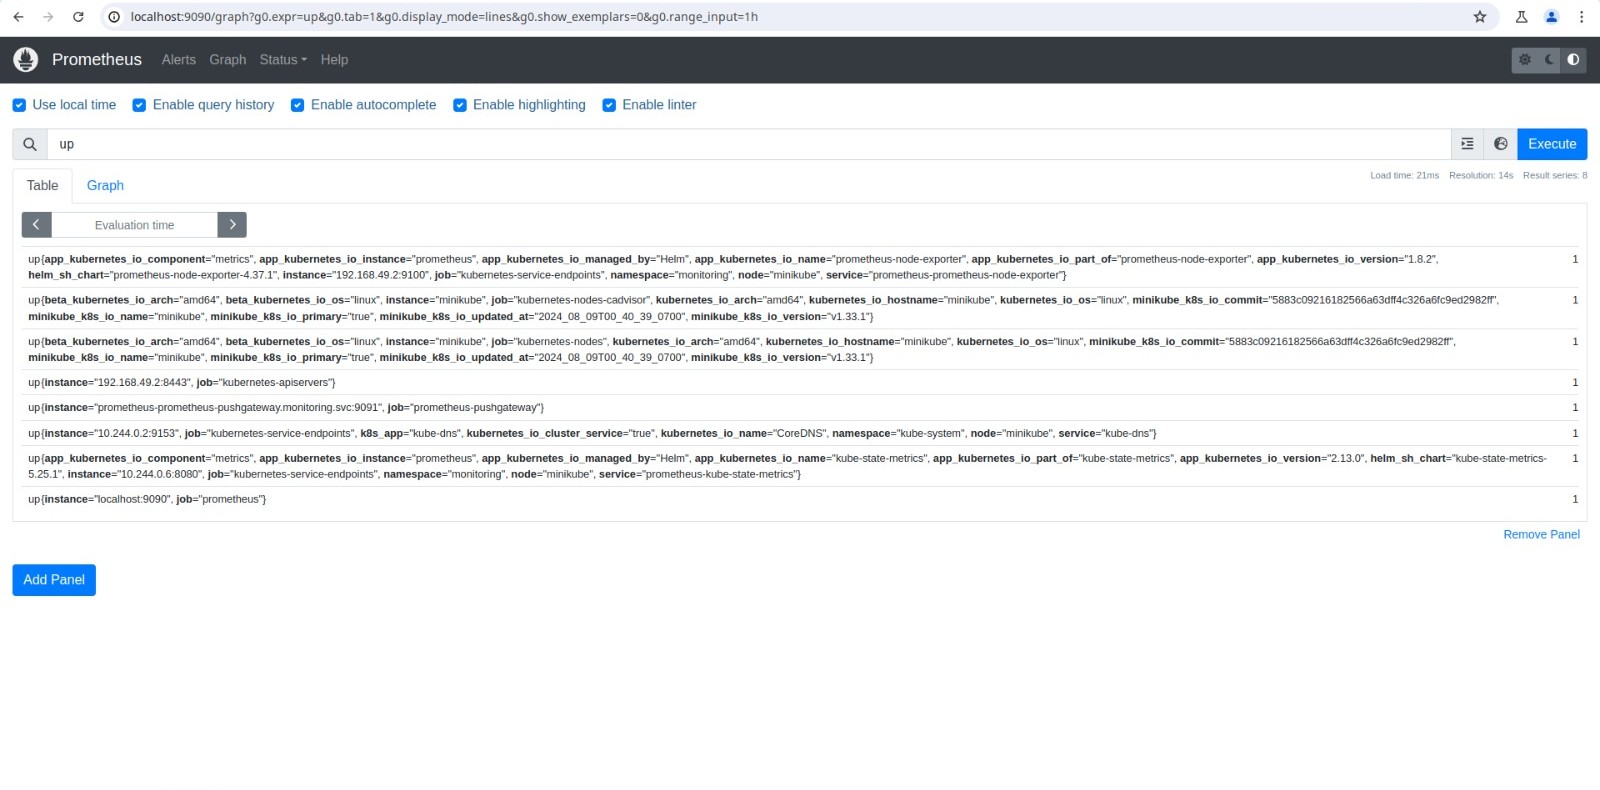 localhost:9090/graph?g0.expr=up&g0.tab=1&g0.display_mode=lines&g0.show_exemplars=0&g0.range_input=1h
Prometheus Alerts Graph Status Help
Use local time Enable query history Enable autocomplete Enable highlighting Enable linter
up Execute
Table Graph Load time: 21ms Resolution: 14s Result series: 8
Evaluation time
up{app_kubernetes_io_component="metrics", app_kubernetes_io_instance="prometheus", app_kubernetes_io_managed_by="Helm", app_kubernetes_io_name="prometheus-node-exporter", app_kubernetes_io_part_of="prometheus-node-exporter", app_kubernetes_io_version="1.8.2", 1
helm_sh_chart="prometheus-node-exporter-4.37.1", instance="192.168.49.2:9100", job="kubernetes-service-endpoints", namespace="monitoring", node="minikube", service="prometheus-prometheus-node-exporter"}
up{beta_kubernetes_io_arch="amd64", beta_kubernetes_io_os="linux", instance="minikube", job="kubernetes-nodes-cadvisor", kubernetes_io_arch="amd64", kubernetes_io_hostname="minikube", kubernetes_io_os="linux", minikube_k8s_io_commit="5883c09216182566a63dff4c326a6fc9ed2982ff", 1
minikube_k8s_io_name="minikube", minikube_k8s_io_primary="true", minikube_k8s_io_updated_at="2024_08_09T00_40_39_0700", minikube_k8s_io_version="v1.33.1"}
up{beta_kubernetes_io_arch="amd64", beta_kubernetes_io_os="linux", instance="minikube", job="kubernetes-nodes", kubernetes_io_arch="amd64", kubernetes_io_hostname="minikube", kubernetes_io_os="linux", minikube_k8s_io_commit="5883c09216182566a63dff4c326a6fc9ed2982ff", 1
minikube_k8s_io_name="minikube", minikube_k8s_io_primary="true", minikube_k8s_io_updated_at="2024_08_09T00_40_39_0700", minikube_k8s_io_version="v1.33.1"}
up{instance="192.168.49.2:8443", job="kubernetes-apiservers"} 1
up{instance="prometheus-prometheus-pushgateway.monitoring.svc:9091", job="prometheus-pushgateway"} 1
up{instance="10.244.0.2:9153", job="kubernetes-service-endpoints", k8s_app="kube-dns", kubernetes_io_cluster_service="true", kubernetes_io_name="CoreDNS", namespace="kube-system", node="minikube", service="kube-dns"} 1
up{app_kubernetes_io_component="metrics", app_kubernetes_io_instance="prometheus", app_kubernetes_io_managed_by="Helm", app_kubernetes_io_name="kube-state-metrics", app_kubernetes_io_part_of="kube-state-metrics", app_kubernetes_io_version="2.13.0", helm_sh_chart="kube-state-metrics- 1
5.25.1", instance="10.244.0.6:8080", job="kubernetes-service-endpoints", namespace="monitoring", node="minikube", service="prometheus-kube-state-metrics"}
up{instance="localhost:9090", job="prometheus"} 1
Remove Panel
Add Panel